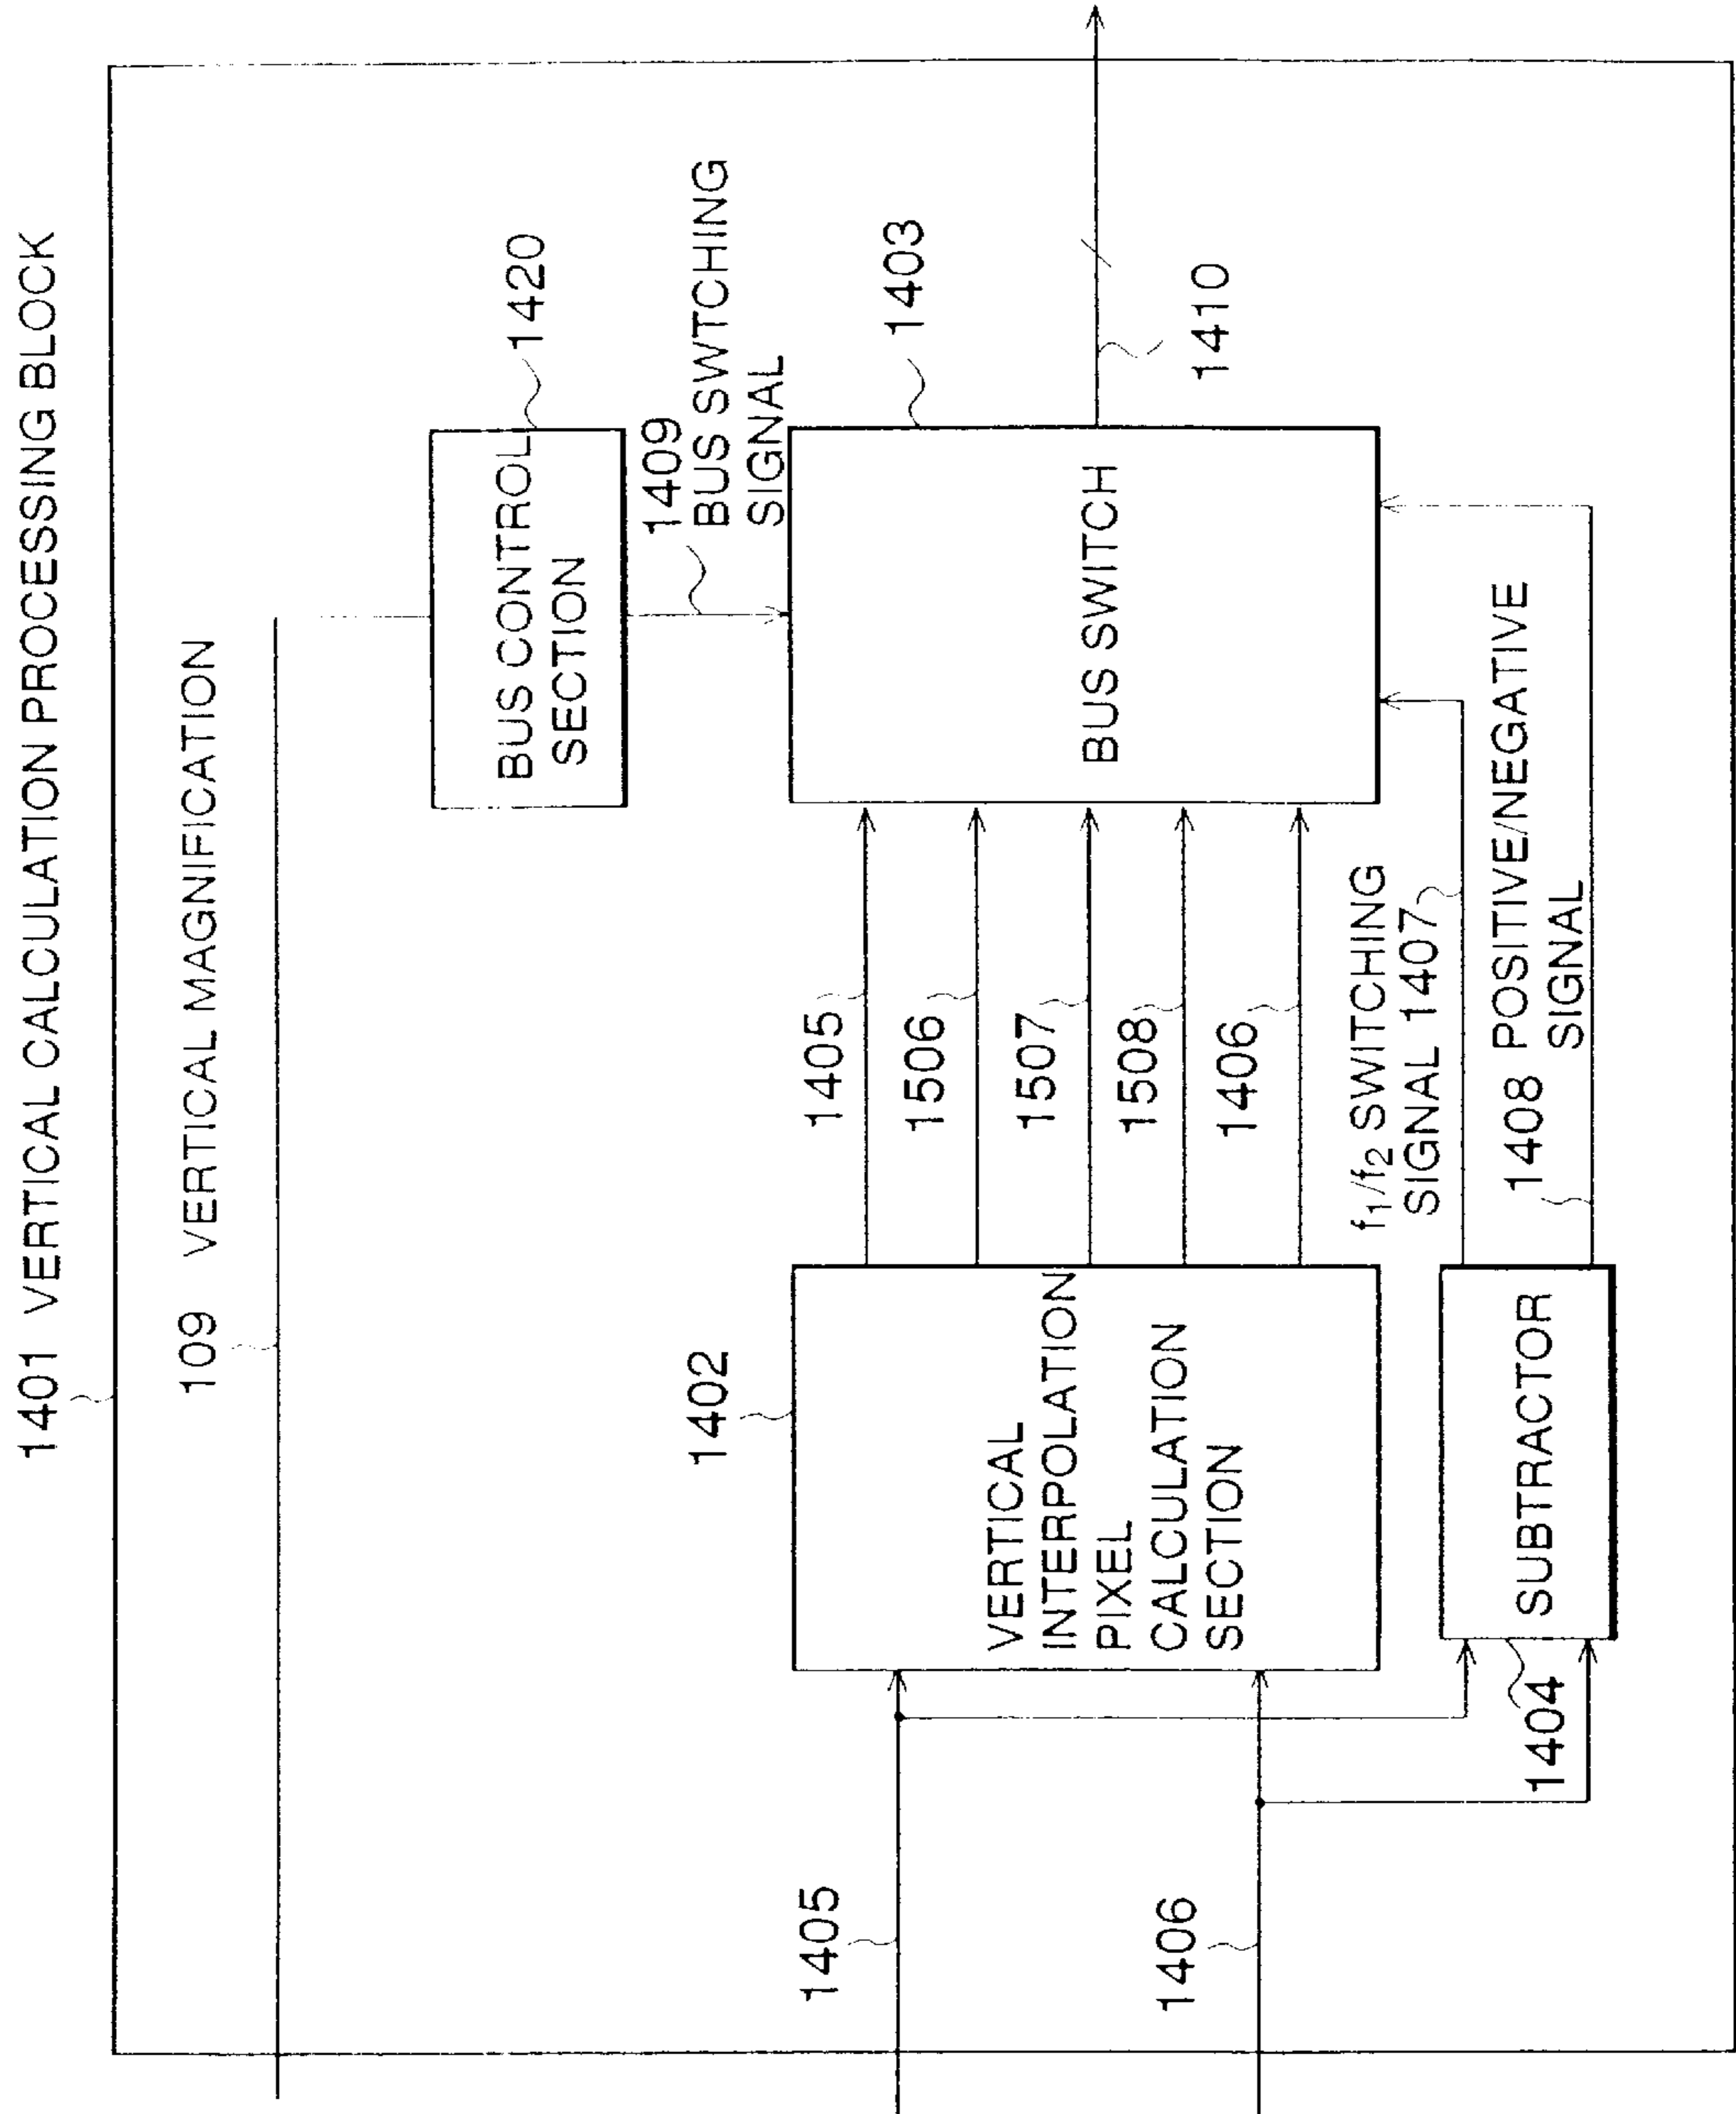 1401 VERTICAL CALCULATION PROCESSING BLOCK
109 VERTICAL MAGNIFICATION
BUS CONTROL
SECTION
1420
1409
BUS SWTCHING
SIGNAL
1402
VERTICAL
INTERPOLATION
PIXEL
CALCULATION
SECTION
1405
1506
1507
1508
1406
BUS SWITCH
1403
1410
1405
1406
f1/f2 SWITCHING
SIGNAL 1407
1408 POSITIVE/NEGATIVE
SIGNAL
SUBTRACTOR
1404